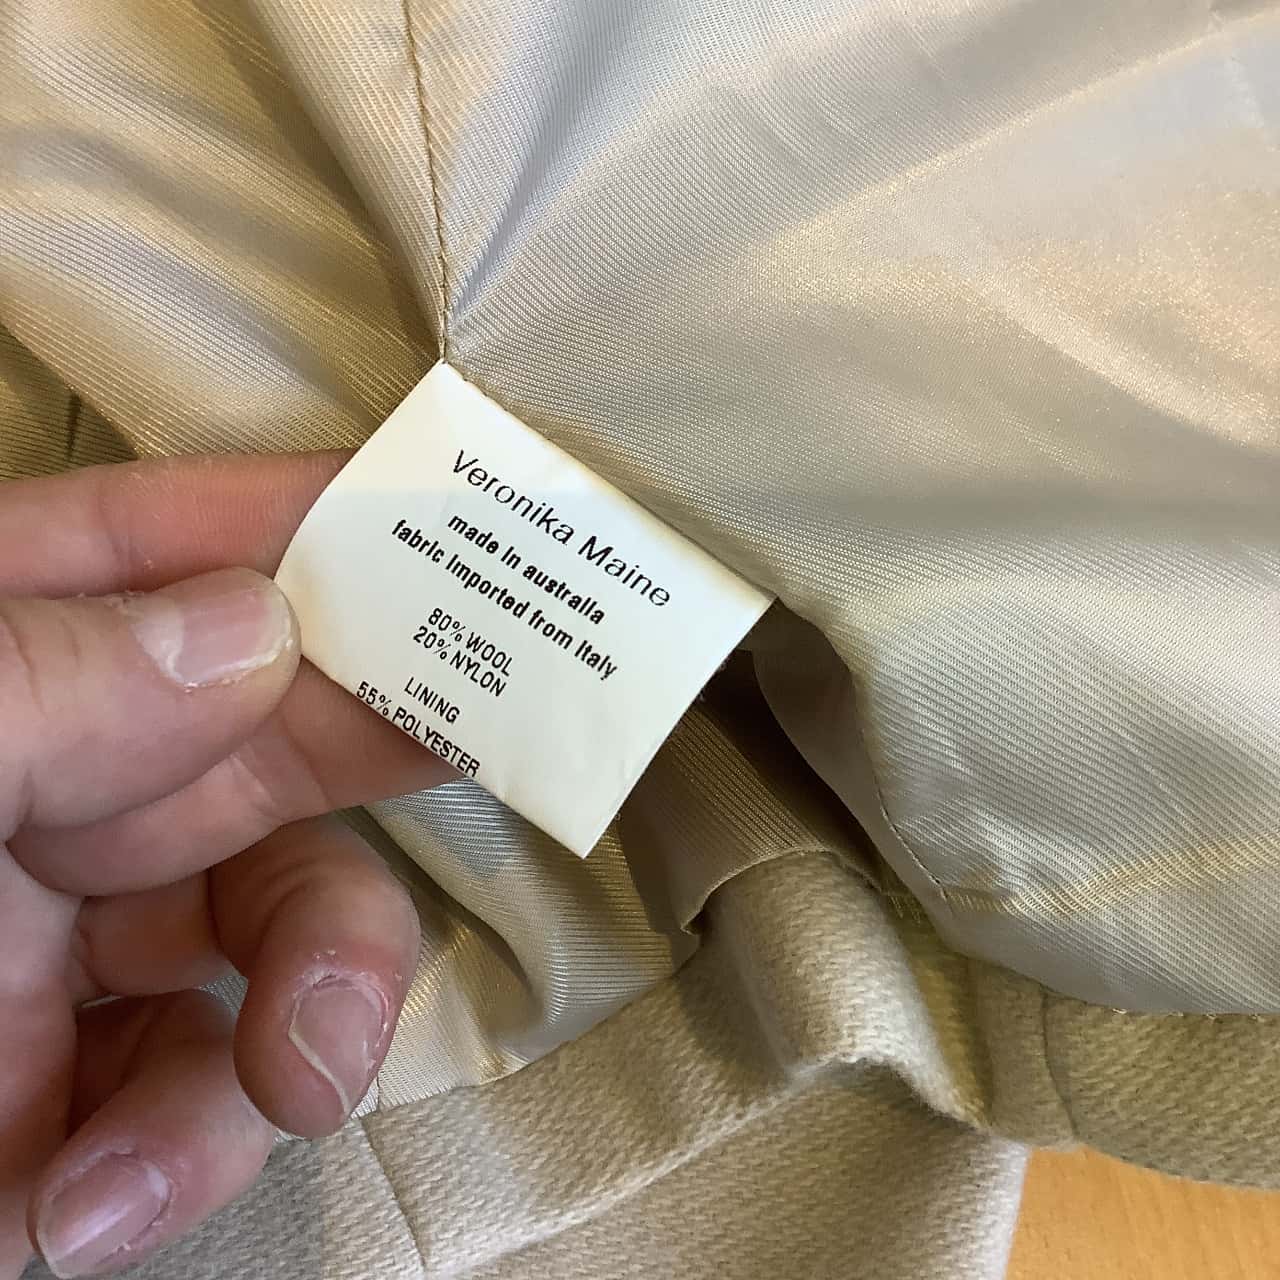 Veronika Maine
made in australia
fabric imported from italy
80% WOOL
20% NYLON
LINING
55% POLYESTER